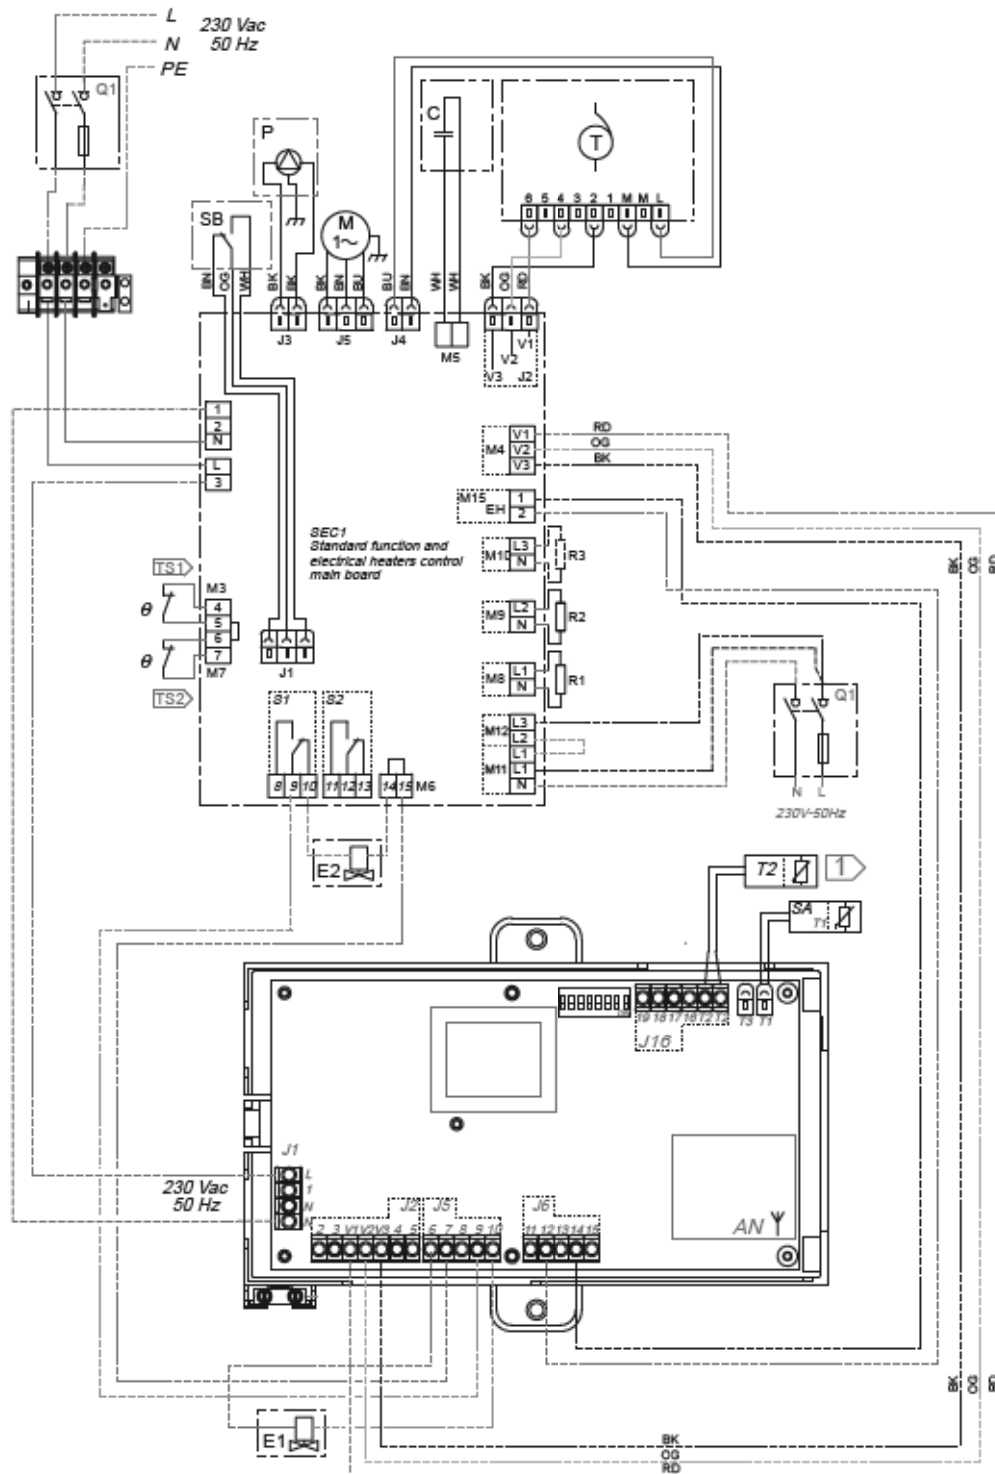 L
230 Vac
N
50 Hz
PE
Q1
P
C
T
SB
M
1~
6 5 4 3 2 1 M M L
BN
OG
WH
BK
BK
BK
BN
BU
BU
BN
WH
WH
BK
OG
RD
J3
J5
J4
M5
V1
V2
V3
J2
1
2
N
L
3
M4
V1
V2
V3
RD
OG
BK
M15
EH
1
2
SEC1
Standard function and
electrical heaters control
main board
M10
L3
N
R3
M9
L2
N
R2
M8
L1
N
R1
TS1
M3
θ
4
5
6
7
θ
M7
TS2
J1
S1
S2
8 9 10
11 12 13
14 15
M6
M12
L3
L2
L1
M11
L1
N
BK
OG
RD
Q1
N L
230V-50Hz
E2
T2
1
SA
T1
19 18 17 16 T2 T2
T3
T1
J16
J1
L
1
N
N
230 Vac
50 Hz
J2
J5
J6
2 3 V1 V2 V3 4 5
6 7 8 9 10
11 12 13 14 15
AN
E1
BK
OG
RD
BK
OG
RD